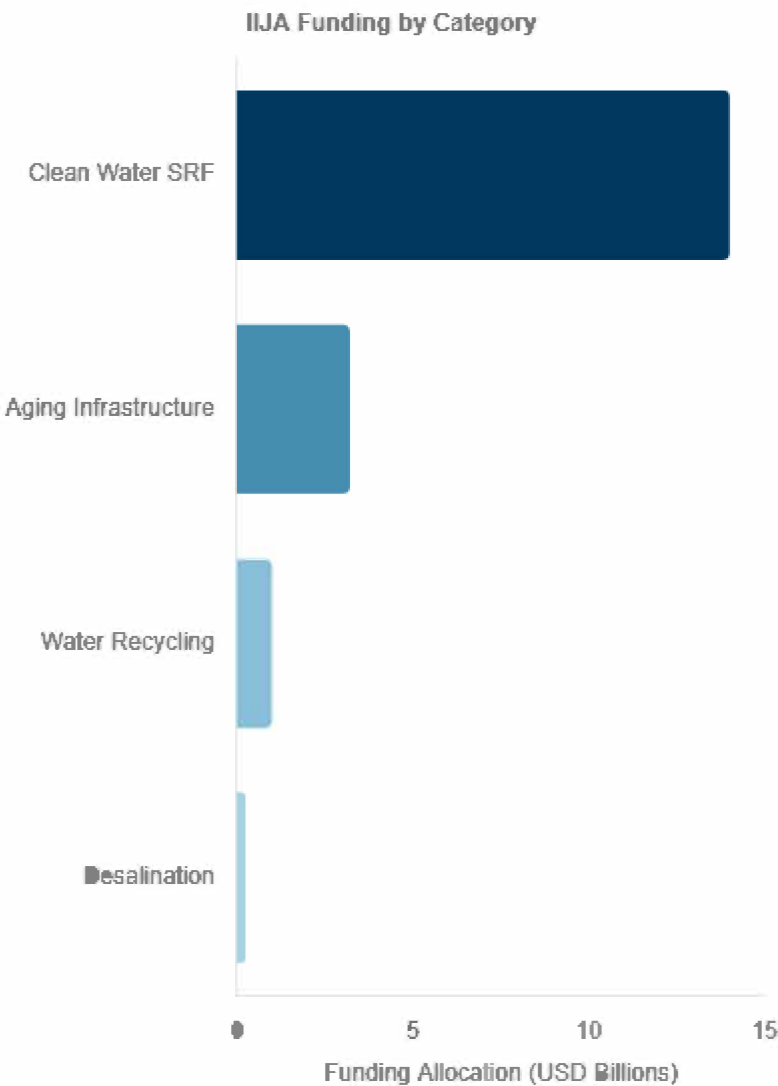 IIJA Funding by Category
Clean Water SRF
Aging Infrastructure
Water Recycling
Desalination
0 5 10 15
Funding Allocation (USD Billions)